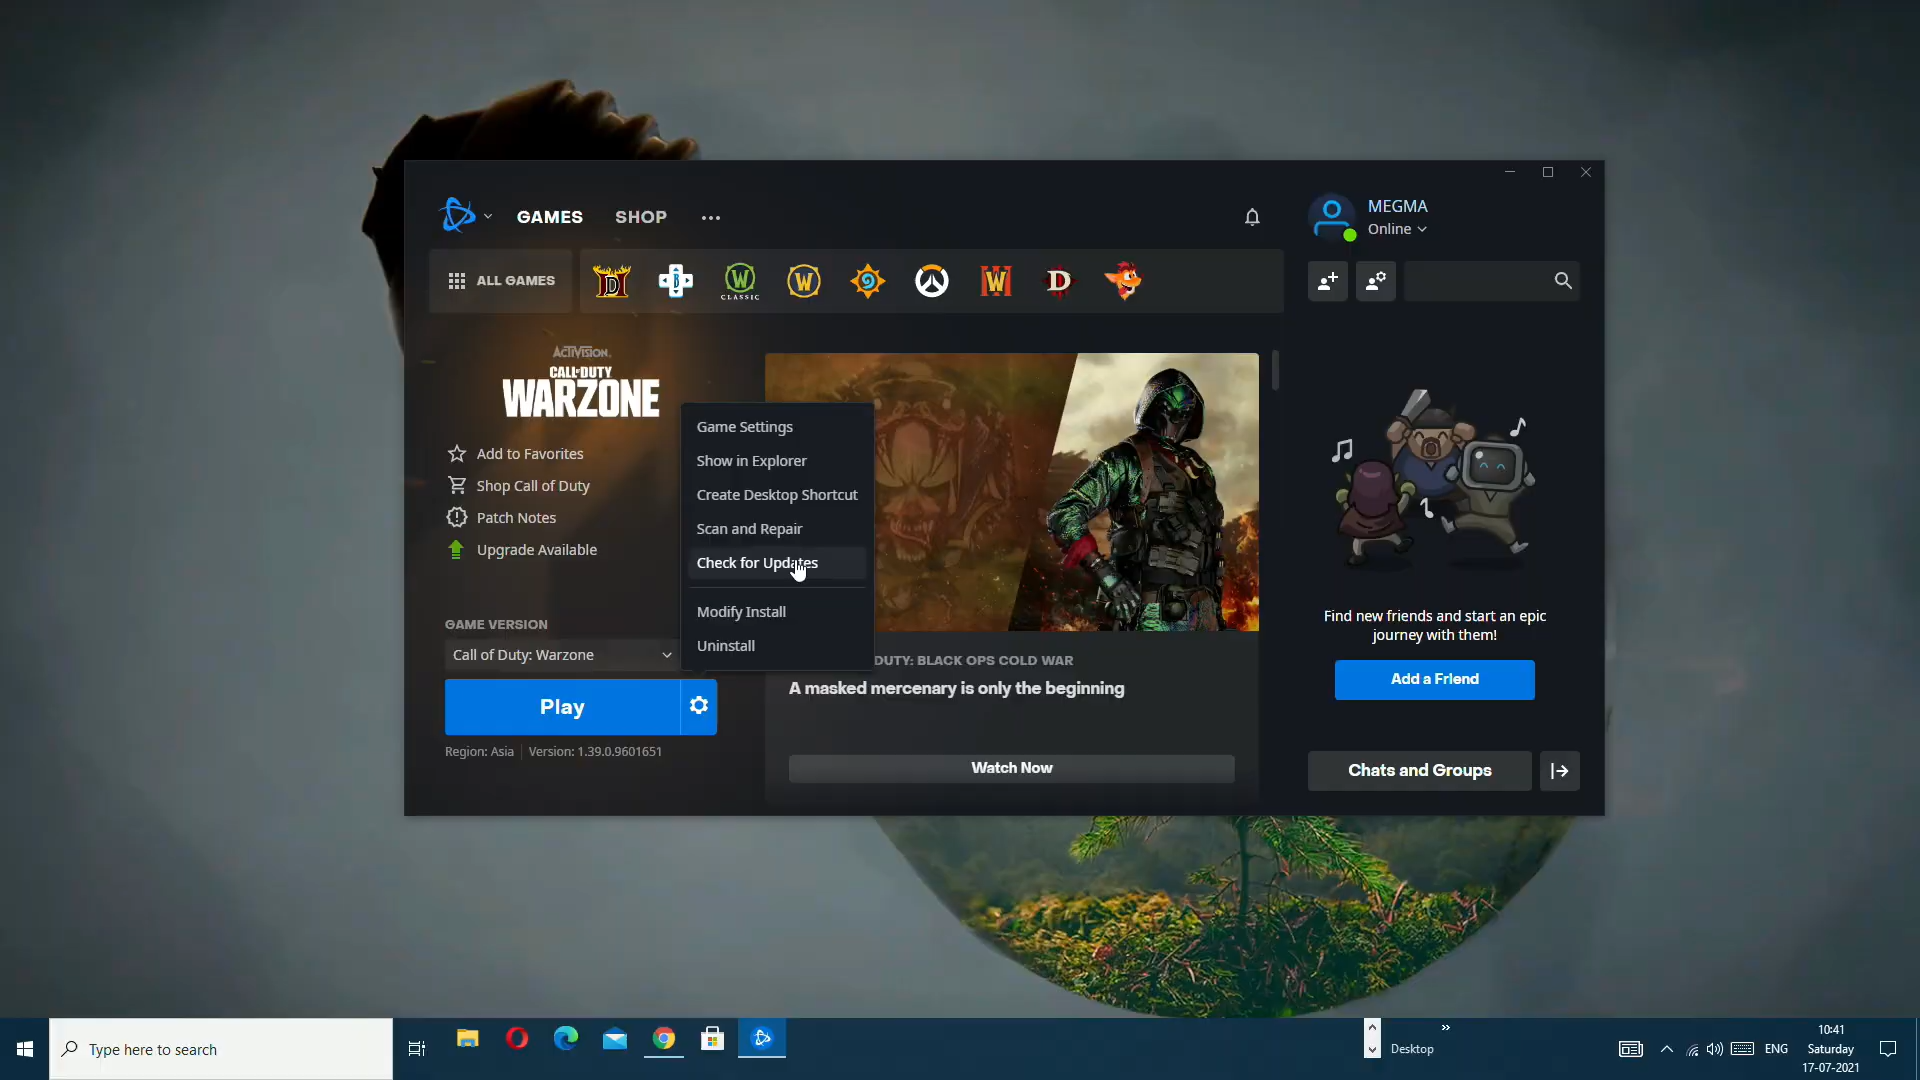 GAMES
SHOP
MEGMA
Online
ALL GAMES
CLASSIC
ACTIVISION.
CALL OF DUTY
WARZONE
Add to Favorites
Shop Call of Duty
Patch Notes
Upgrade Available
GAME VERSION
Call of Duty: Warzone
Play
Region: Asia
Version: 1.39.0.9601651
Game Settings
Show in Explorer
Create Desktop Shortcut
Scan and Repair
Check for Updates
Modify Install
Uninstall
DUTY: BLACK OPS COLD WAR
A masked mercenary is only the beginning
Watch Now
Find new friends and start an epic
journey with them!
Add a Friend
Chats and Groups
Type here to search
Desktop
ENG
10:41
Saturday
17-07-2021